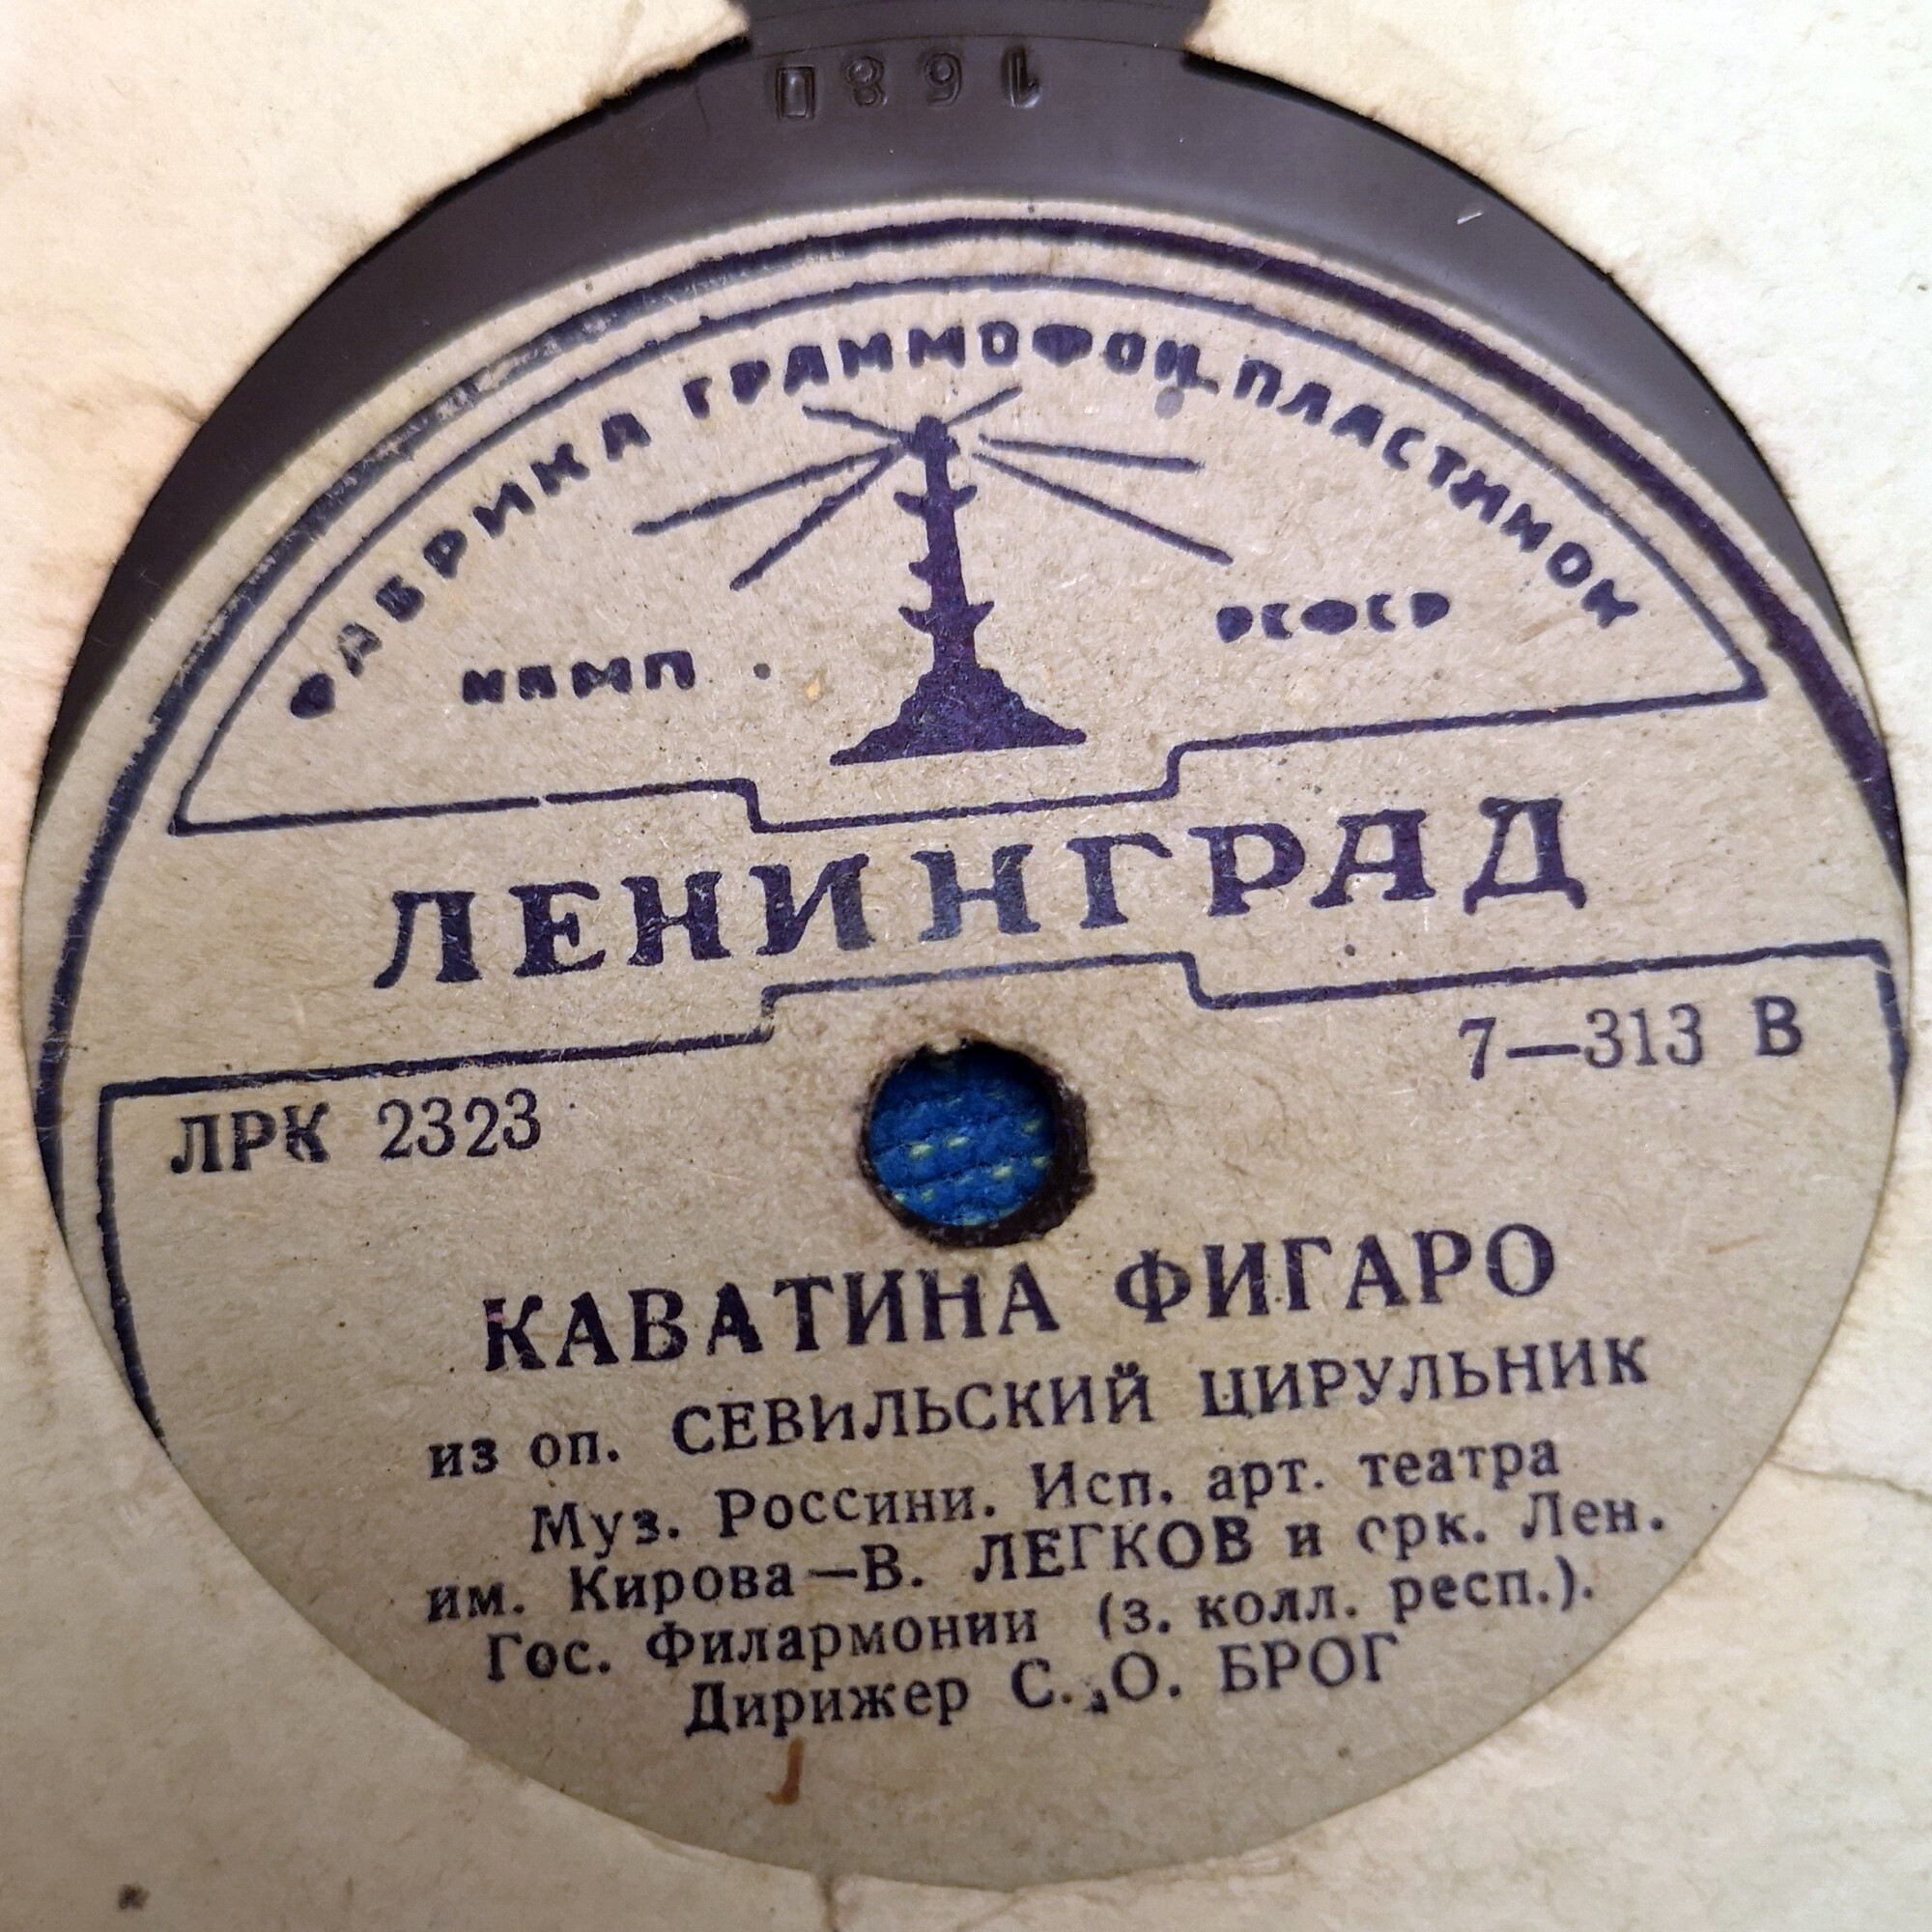 1680
ФАБРИКА ГРАММОФОН. ПЛАСТИНОК
НКМП · РСФСР
ЛЕНИНГРАД
ЛРК 2323
7—313 В
КАВАТИНА ФИГАРО
из оп. СЕВИЛЬСКИЙ ЦИРУЛЬНИК
Муз. Россини. Исп. арт. театра
им. Кирова—В. ЛЕГКОВ и орк. Лен.
Гос. Филармонии (з. колл. респ.).
Дирижер С. О. БРОГ